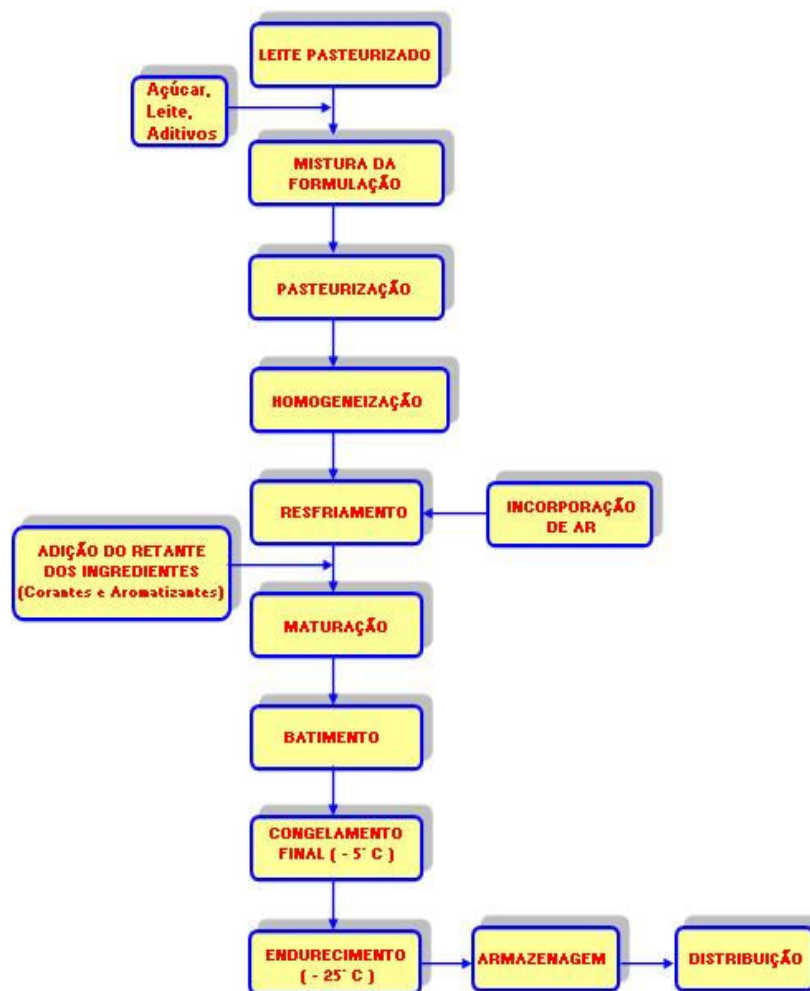 LEITE PASTEURIZADO
Açúcar,
Leite,
Aditivos
MISTURA DA
FORMULAÇÃO
PASTEURIZAÇÃO
HOMOGENEIZAÇÃO
RESFRIAMENTO
INCORPORAÇÃO
DE AR
ADIÇÃO DO RETANTE
DOS INGREDIENTES
(Corantes e Aromatizantes)
MATURAÇÃO
BATIMENTO
CONGELAMENTO
FINAL ( - 5° C )
ENDURECIMENTO
( - 25° C )
ARMAZENAGEM
DISTRIBUIÇÃO